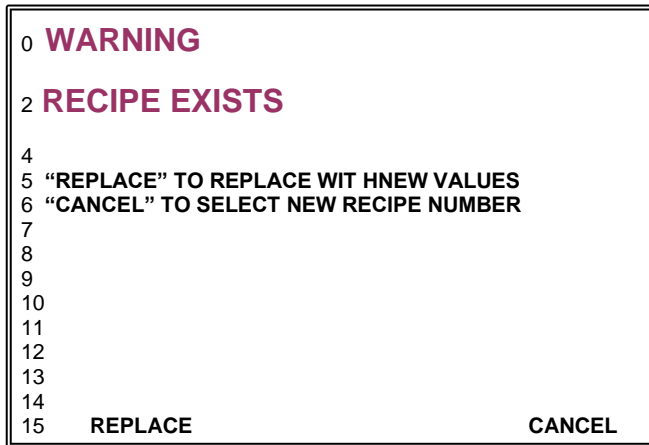 0 WARNING
2 RECIPE EXISTS
4
5 “REPLACE” TO REPLACE WIT HNEW VALUES
6 “CANCEL” TO SELECT NEW RECIPE NUMBER
7
8
9
10
11
12
13
14
15 REPLACE CANCEL